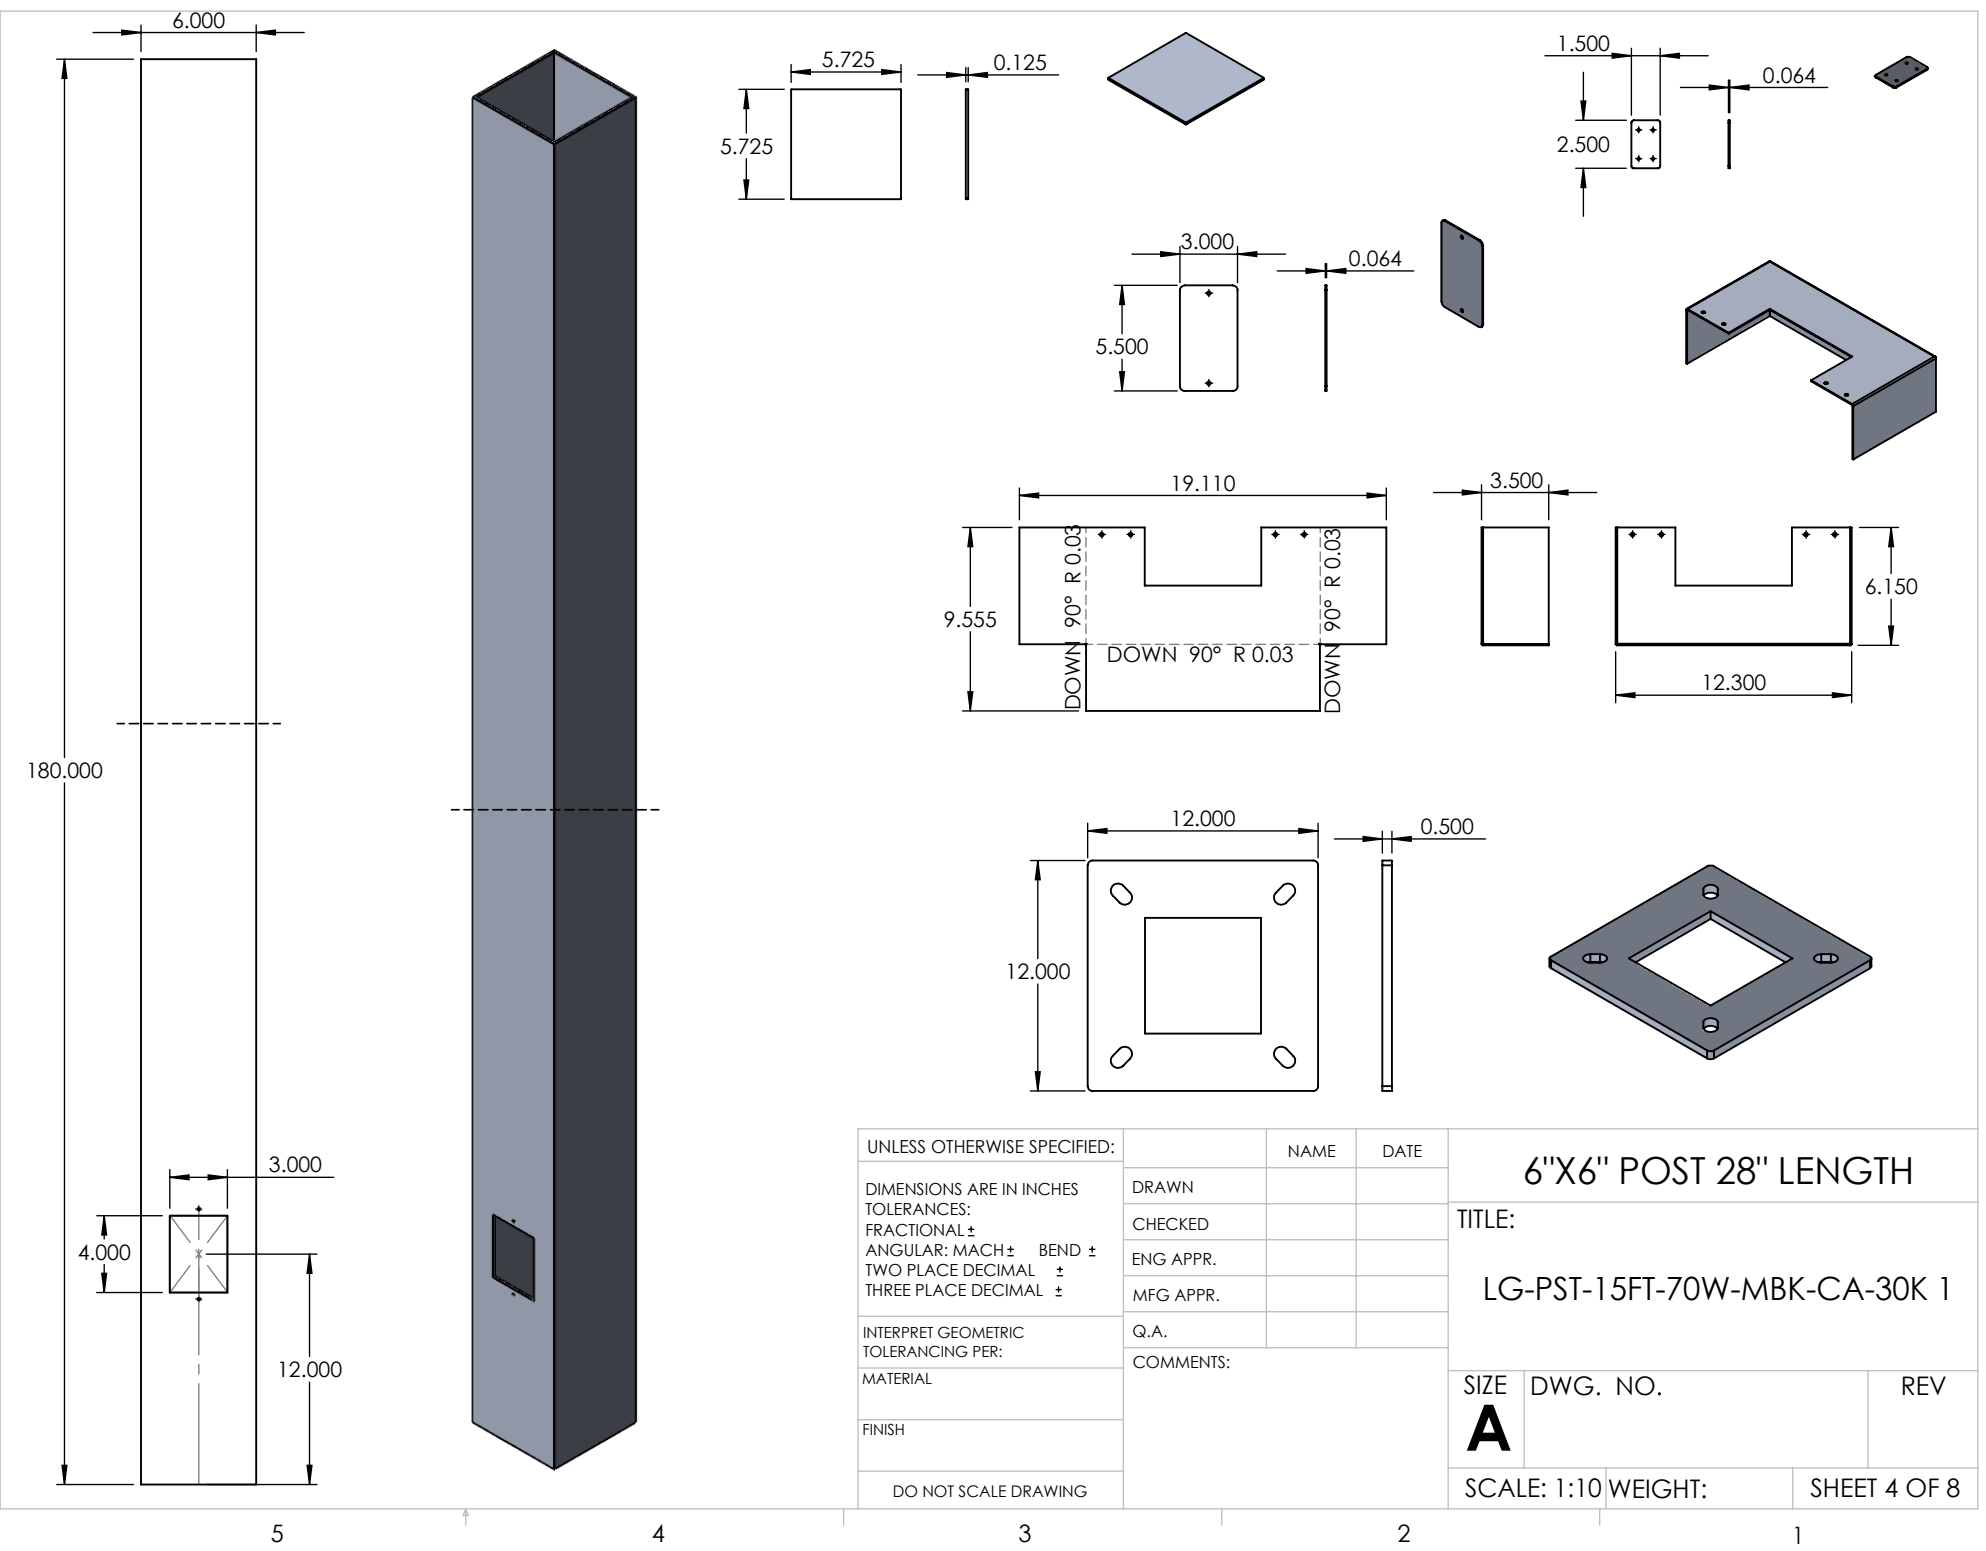 6.000
180.000
3.000
4.000
12.000
5.725
0.125
5.725
1.500
0.064
2.500
3.000
0.064
5.500
19.110
3.500
9.555
DOWN 90° R 0.03
DOWN 90° R 0.03
DOWN 90° R 0.03
6.150
12.300
12.000
0.500
12.000
UNLESS OTHERWISE SPECIFIED:
DIMENSIONS ARE IN INCHES
TOLERANCES:
FRACTIONAL ±
ANGULAR: MACH ± BEND ±
TWO PLACE DECIMAL ±
THREE PLACE DECIMAL ±
INTERPRET GEOMETRIC
TOLERANCING PER:
MATERIAL
FINISH
DO NOT SCALE DRAWING
NAME DATE
DRAWN
CHECKED
ENG APPR.
MFG APPR.
Q.A.
COMMENTS:
6"X6" POST 28" LENGTH
TITLE:
LG-PST-15FT-70W-MBK-CA-30K 1
SIZE DWG. NO. REV
A
SCALE: 1:10 WEIGHT: SHEET 4 OF 8
5 4 3 2 1